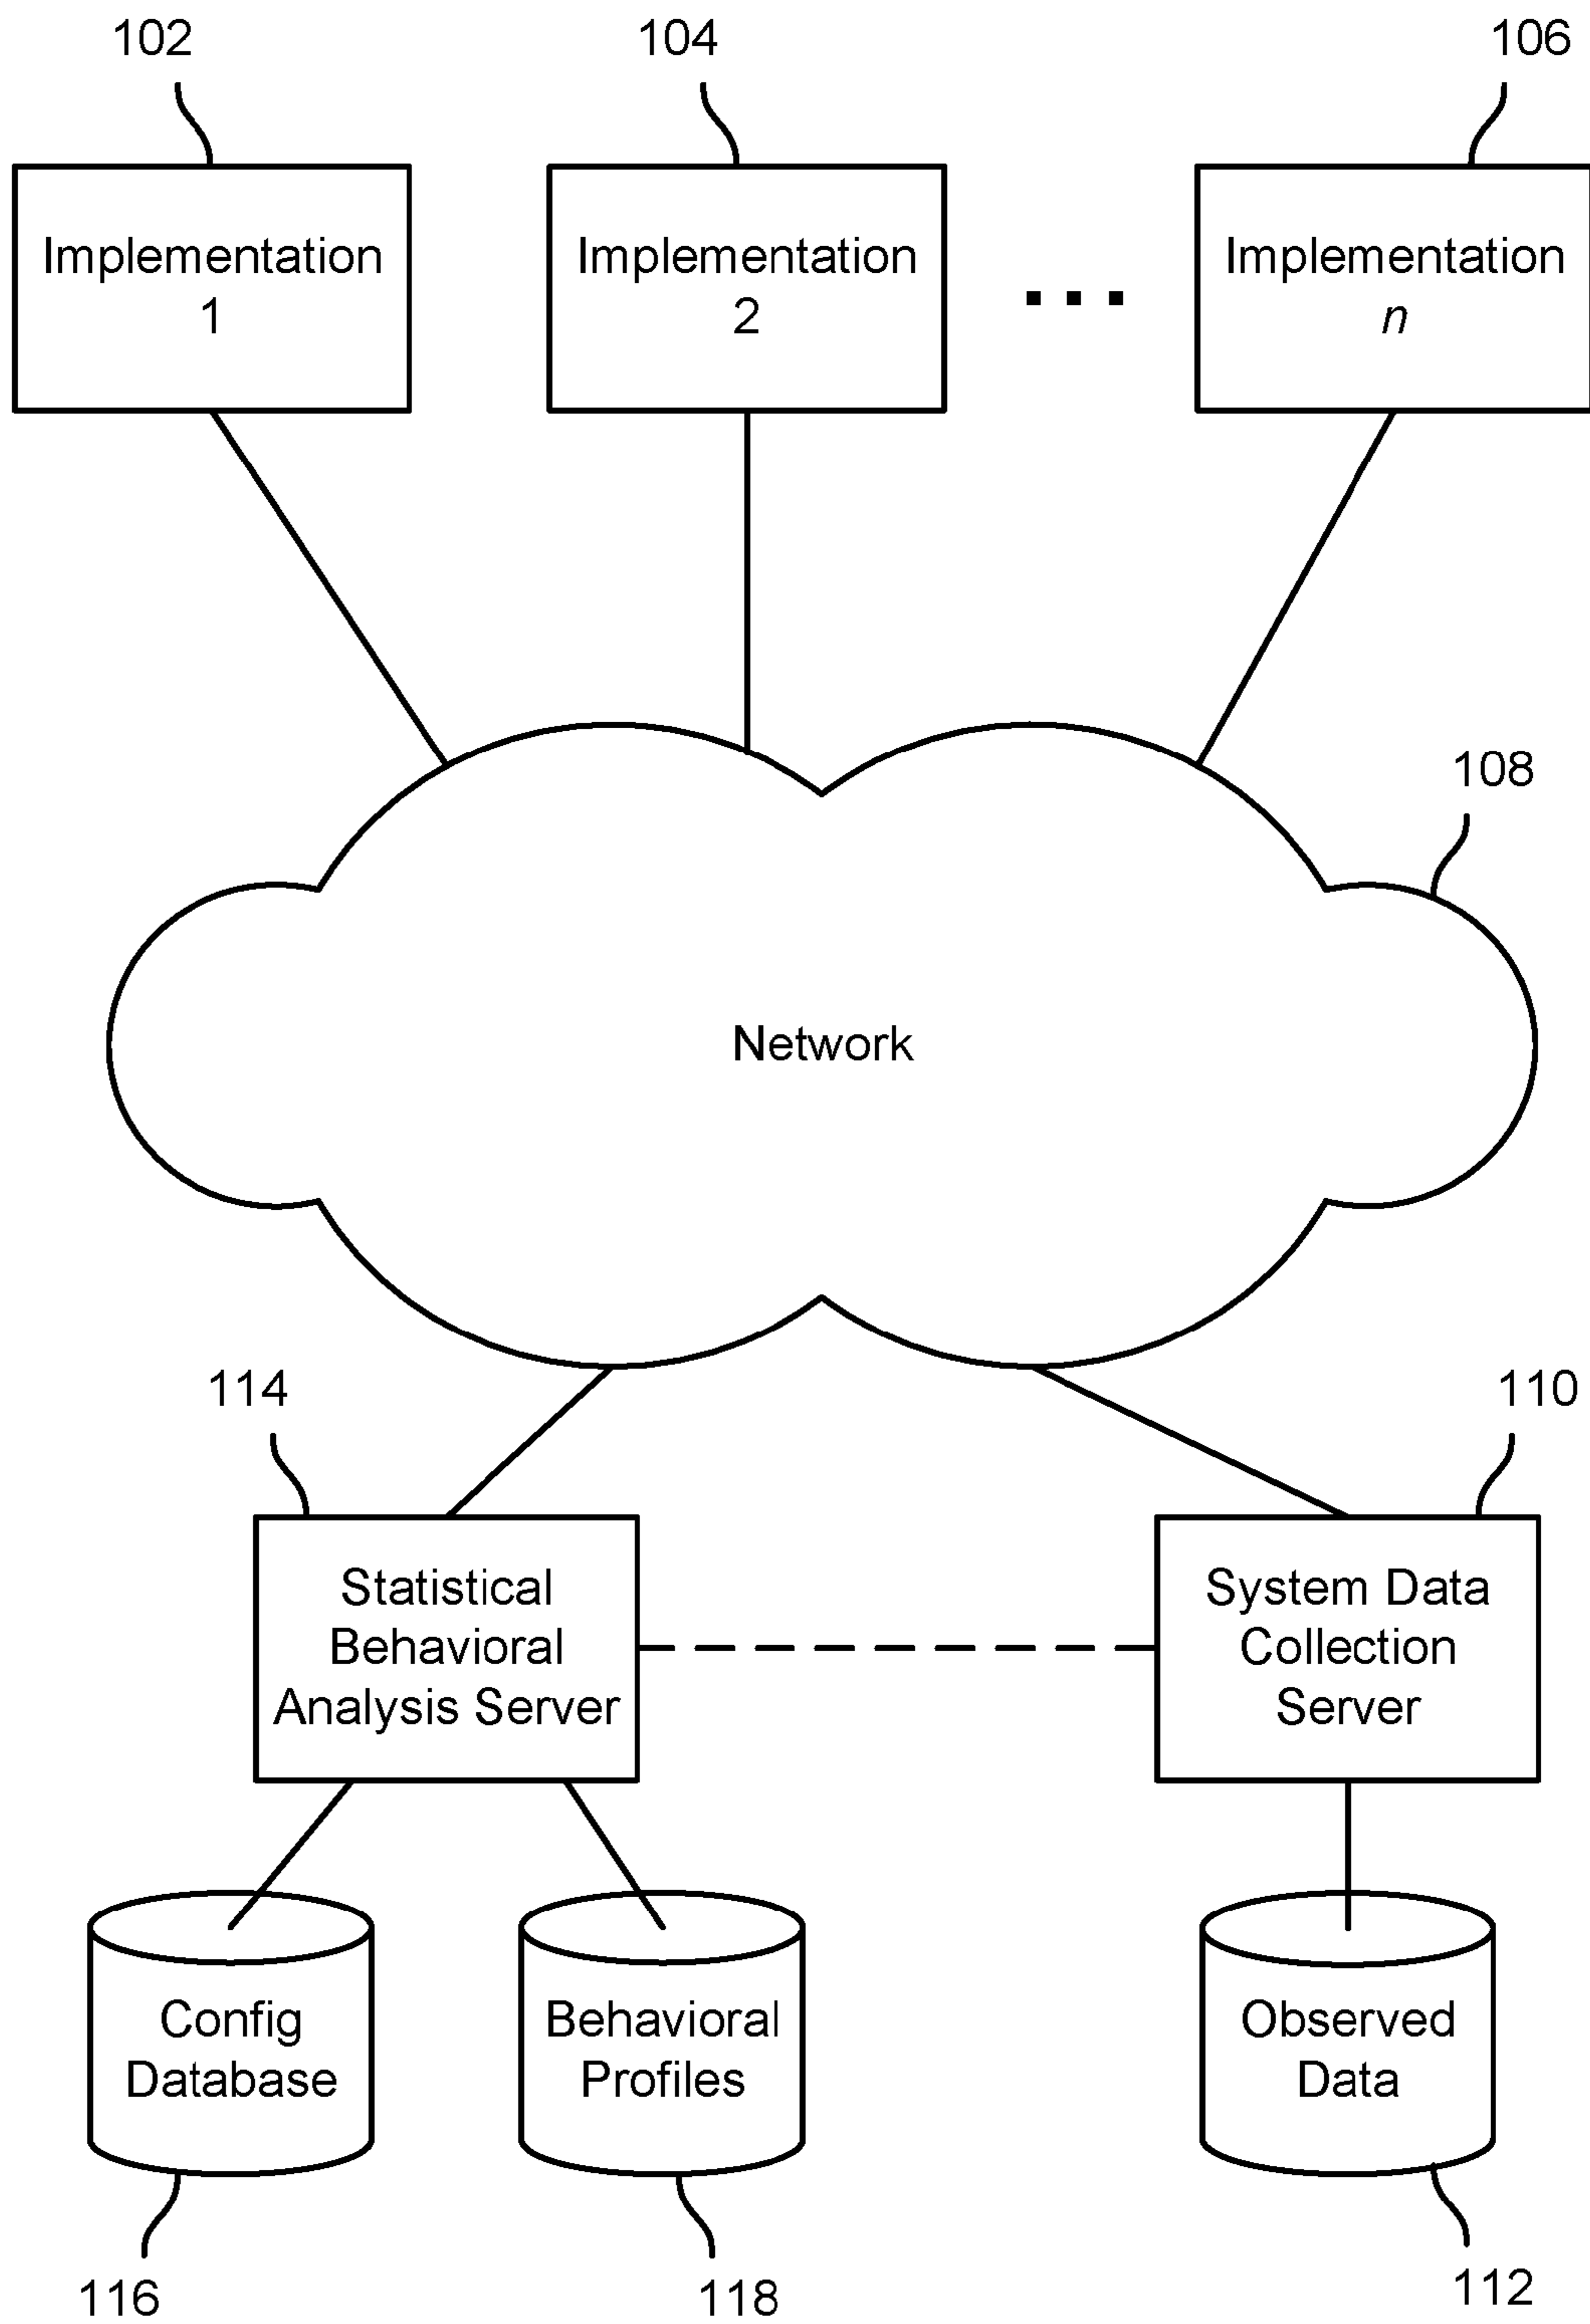 102
104
106
Implementation
1
Implementation
2
...
Implementation
n
108
Network
114
110
Statistical
Behavioral
Analysis Server
System Data
Collection
Server
Config
Database
Behavioral
Profiles
Observed
Data
116
118
112